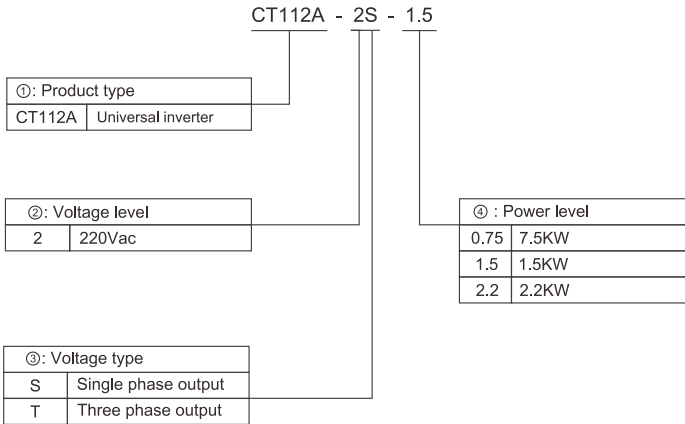 CT112A - 2S - 1.5
①: Product type
CT112A Universal inverter
②: Voltage level
2 220Vac
④ : Power level
0.75 7.5KW
1.5 1.5KW
2.2 2.2KW
③: Voltage type
S Single phase output
T Three phase output